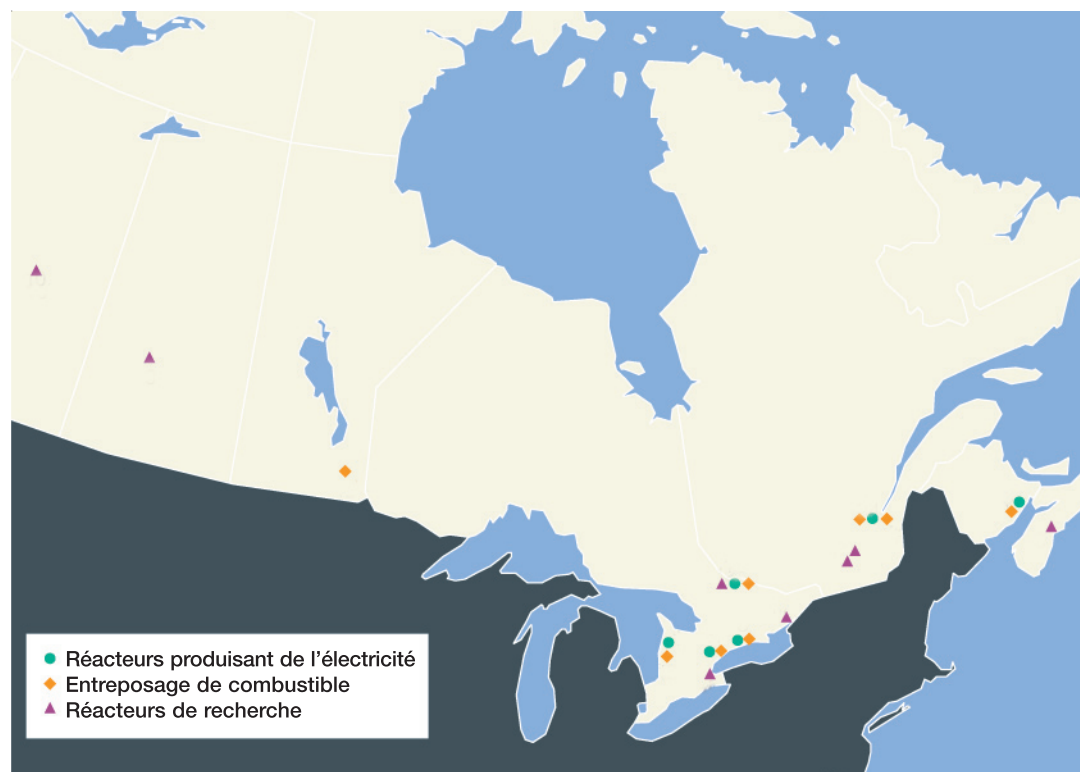 Réacteurs produisant de l’électricité
Entreposage de combustible
Réacteurs de recherche